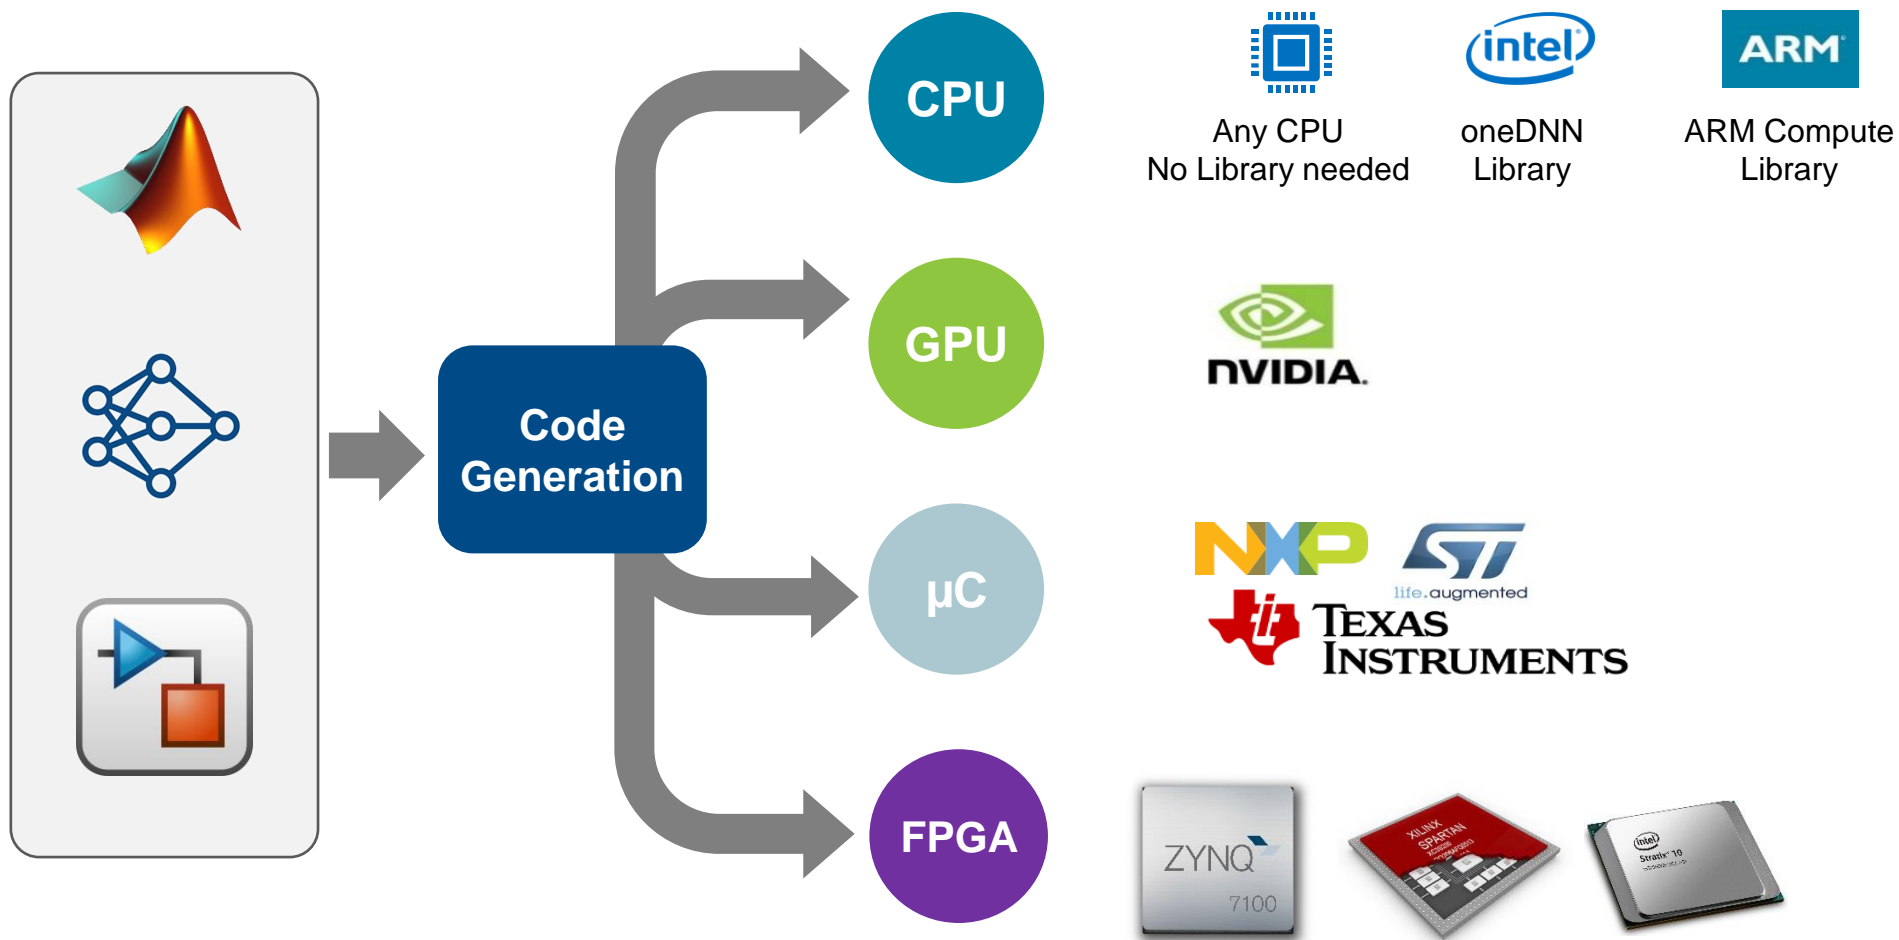 CPU
intel
ARM
Any CPU
No Library needed
oneDNN
Library
ARM Compute
Library
GPU
NVIDIA.
Code
Generation
µC
NXP
ST
life.augmented
TEXAS
INSTRUMENTS
FPGA
ZYNQ
7100
XILINX
SPARTAN
intel
Stratix 10